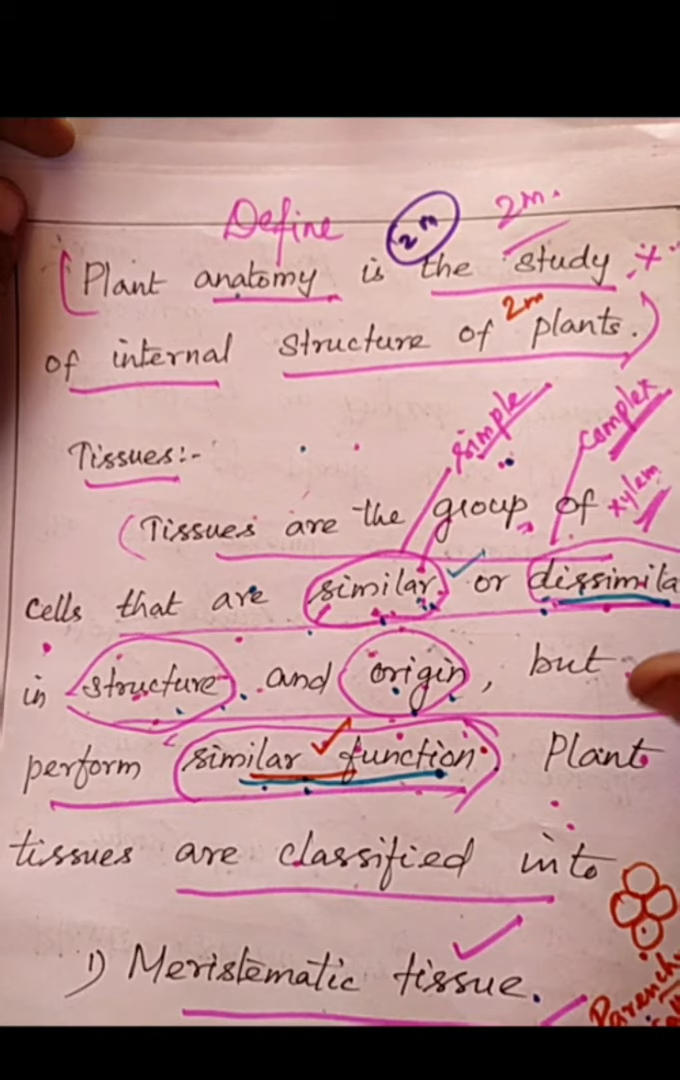 Define 2m 2m.
(Plant anatomy is the study
2m
of internal structure of plants.)
simple complex
Tissues:-
xylem
(Tissues are the group of
cells that are similar or dissimila
in structure and origin, but
perform similar function. Plant
tissues are classified into
1) Meristematic tissue.
Parench